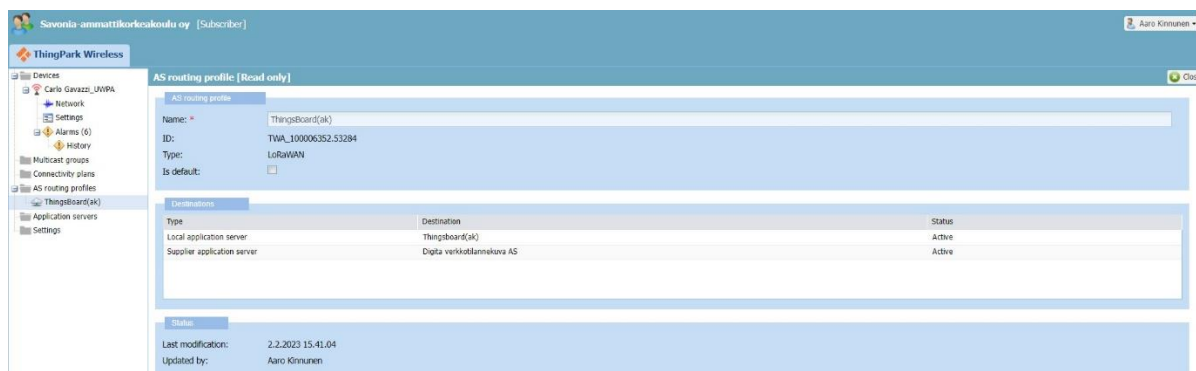 Savonia-ammattikorkeakoulu oy [Subscriber]
Aaro Kinnunen
ThingPark Wireless
Devices
Carlo Gavazzi_UWPA
Network
Settings
Alarms (6)
History
Multicast groups
Connectivity plans
AS routing profiles
ThingsBoard(ak)
Application servers
Settings
AS routing profile [Read only]
Clos
AS routing profile
Name: * ThingsBoard(ak)
ID: TWA_100006352.53284
Type: LoRaWAN
Is default:
Destinations
Type Destination Status
Local application server Thingsboard(ak) Active
Supplier application server Digita verkkotilannekuva AS Active
Status
Last modification: 2.2.2023 15.41.04
Updated by: Aaro Kinnunen